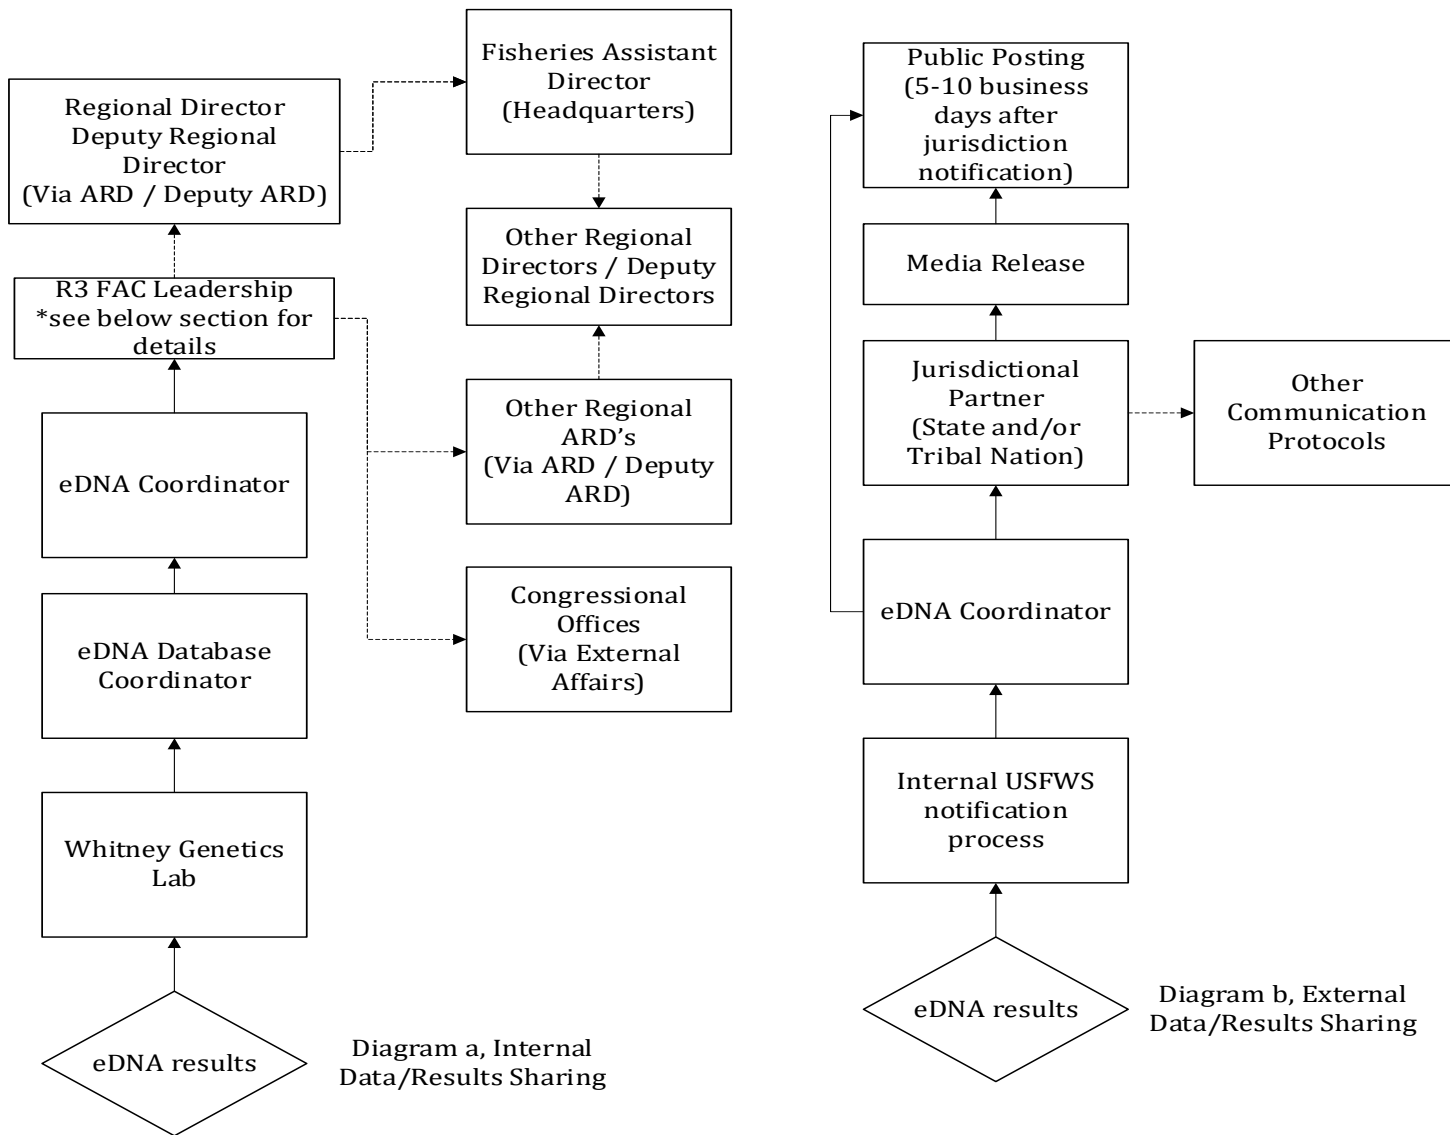 Fisheries Assistant
Director
(Headquarters)
Regional Director
Deputy Regional
Director
(Via ARD / Deputy ARD)
Other Regional
Directors / Deputy
Regional Directors
R3 FAC Leadership
*see below section for
details
Other Regional
ARD's
(Via ARD / Deputy
ARD)
eDNA Coordinator
Congressional
Offices
(Via External
Affairs)
eDNA Database
Coordinator
Whitney Genetics
Lab
eDNA results
Diagram a, Internal
Data/Results Sharing
Public Posting
(5-10 business
days after
jurisdiction
notification)
Media Release
Jurisdictional
Partner
(State and/or
Tribal Nation)
Other
Communication
Protocols
eDNA Coordinator
Internal USFWS
notification
process
eDNA results
Diagram b, External
Data/Results Sharing